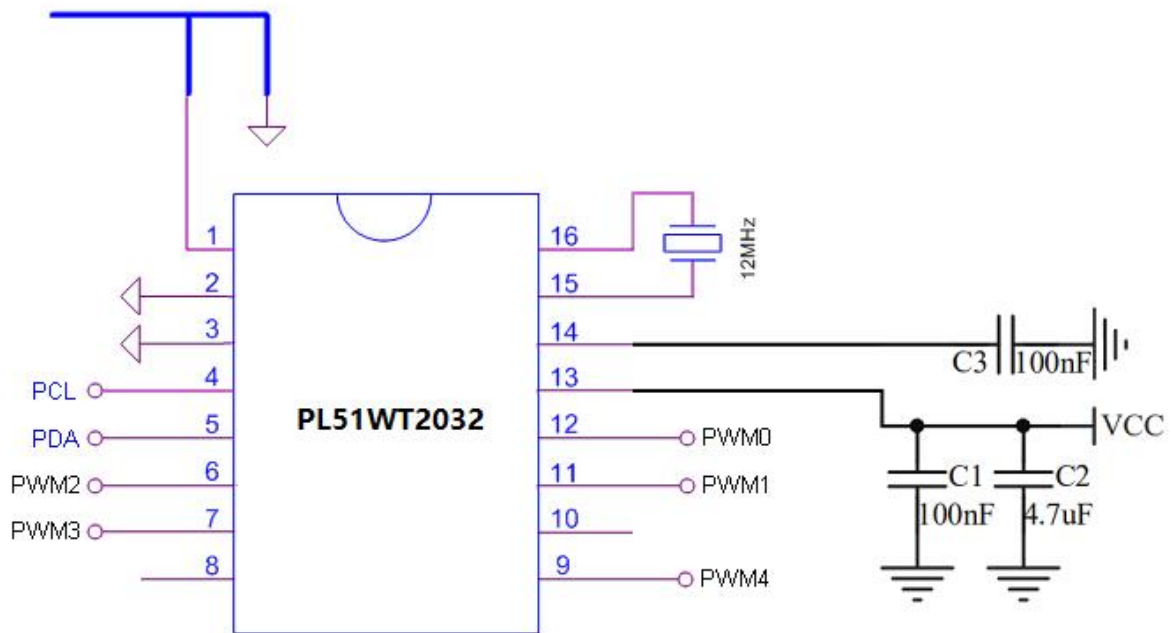 1
16
12MHz
2
15
3
14
C3
100nF
PCL
4
13
PL51WT2032
VCC
PDA
5
12
PWM0
PWM2
6
11
PWM1
C1
C2
100nF
4.7uF
PWM3
7
10
8
9
PWM4